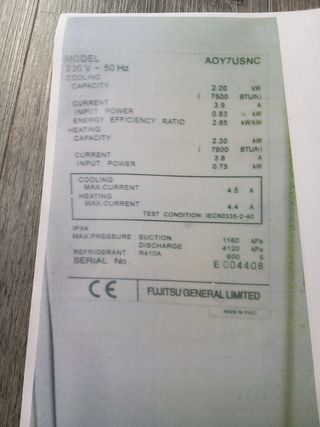 MODEL AOY7USNC
230 V ~ 50 Hz
COOLING
CAPACITY 2.20 kW
( 7500 BTU/h )
CURRENT 3.9 A
INPUT POWER 0.83 kW
ENERGY EFFICIENCY RATIO 2.65 kW/kW
HEATING
CAPACITY 2.30 kW
( 7800 BTU/h )
CURRENT 3.6 A
INPUT POWER 0.75 kW
COOLING
MAX.CURRENT 4.5 A
HEATING
MAX.CURRENT 4.4 A
TEST CONDITION IEC60335-2-40
IPX4
MAX.PRESSURE : SUCTION 1160 kPa
: DISCHARGE 4120 kPa
REFRIGERANT : R410A 600 g
SERIAL No. E 004408
CE FUJITSU GENERAL LIMITED
MADE IN